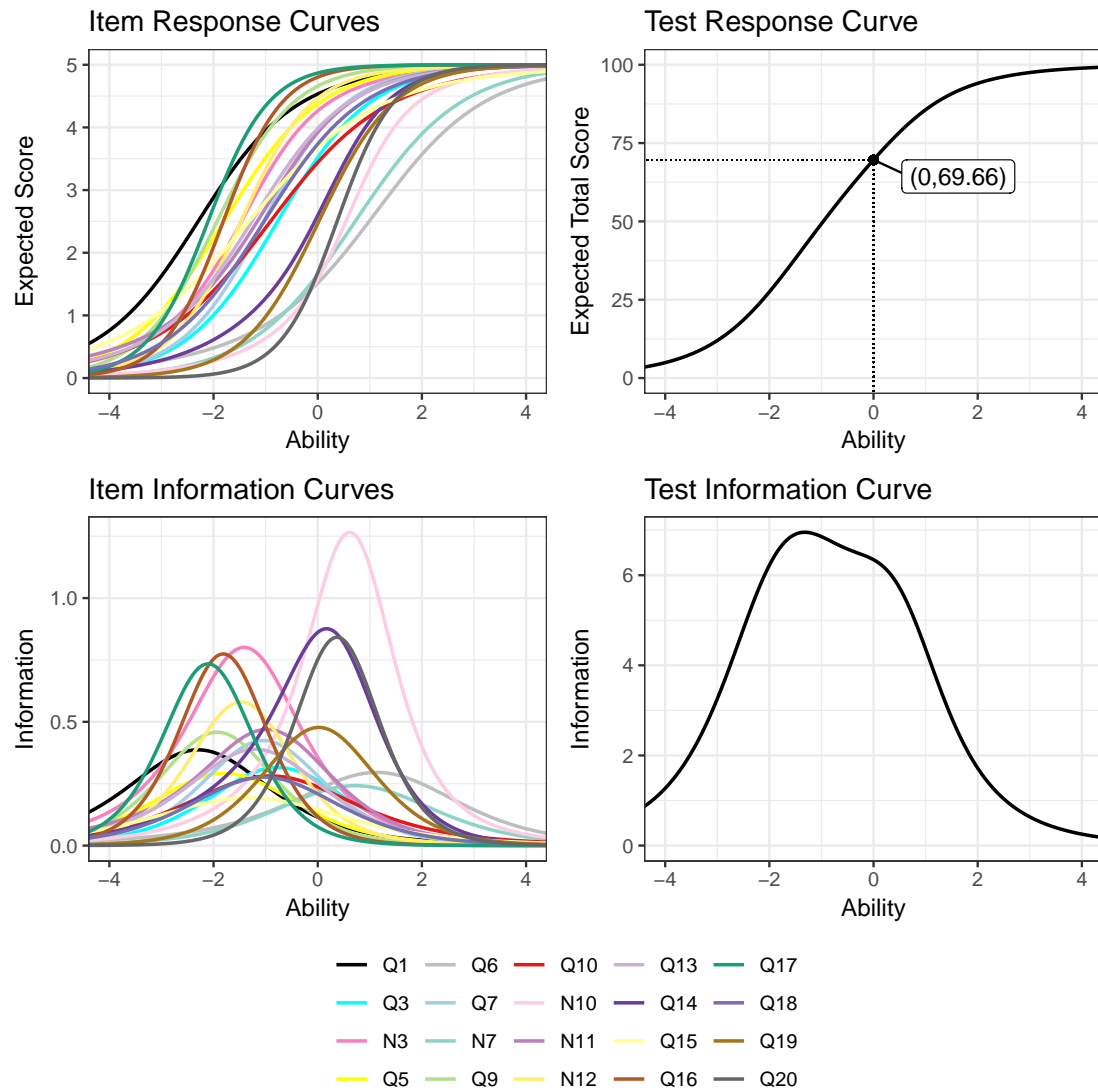 Item Response Curves
Expected Score
5
4
3
2
1
0
−4 −2 0 2 4
Ability
Test Response Curve
Expected Total Score
100
75
50
25
0
(0,69.66)
−4 −2 0 2 4
Ability
Item Information Curves
Information
1.0
0.5
0.0
−4 −2 0 2 4
Ability
Test Information Curve
Information
6
4
2
0
−4 −2 0 2 4
Ability
Q1 Q6 Q10 Q13 Q17
Q3 Q7 N10 Q14 Q18
N3 N7 N11 Q15 Q19
Q5 Q9 N12 Q16 Q20